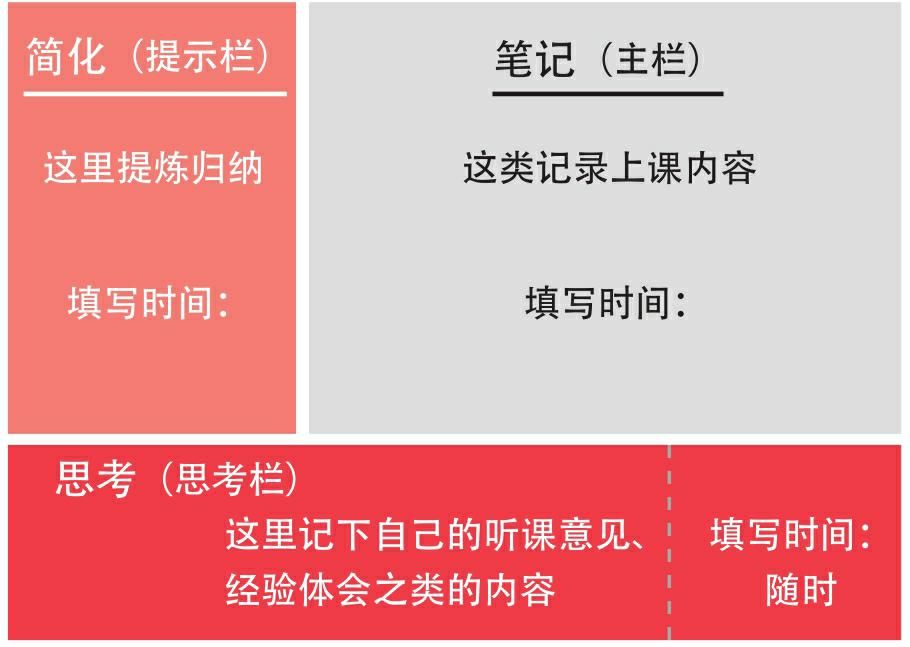 简化（提示栏）
这里提炼归纳
填写时间：
笔记（主栏）
这类记录上课内容
填写时间：
思考（思考栏）
这里记下自己的听课意见、
经验体会之类的内容
填写时间：
随时